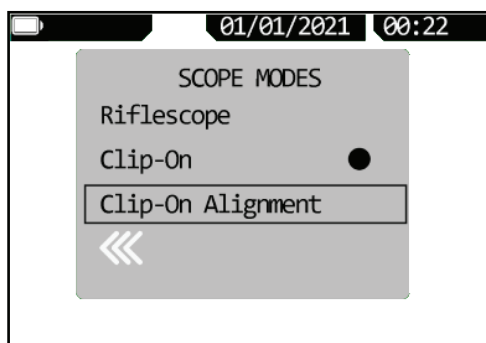 01/01/2021 00:22
SCOPE MODES
Riflescope
Clip-On
Clip-On Alignment